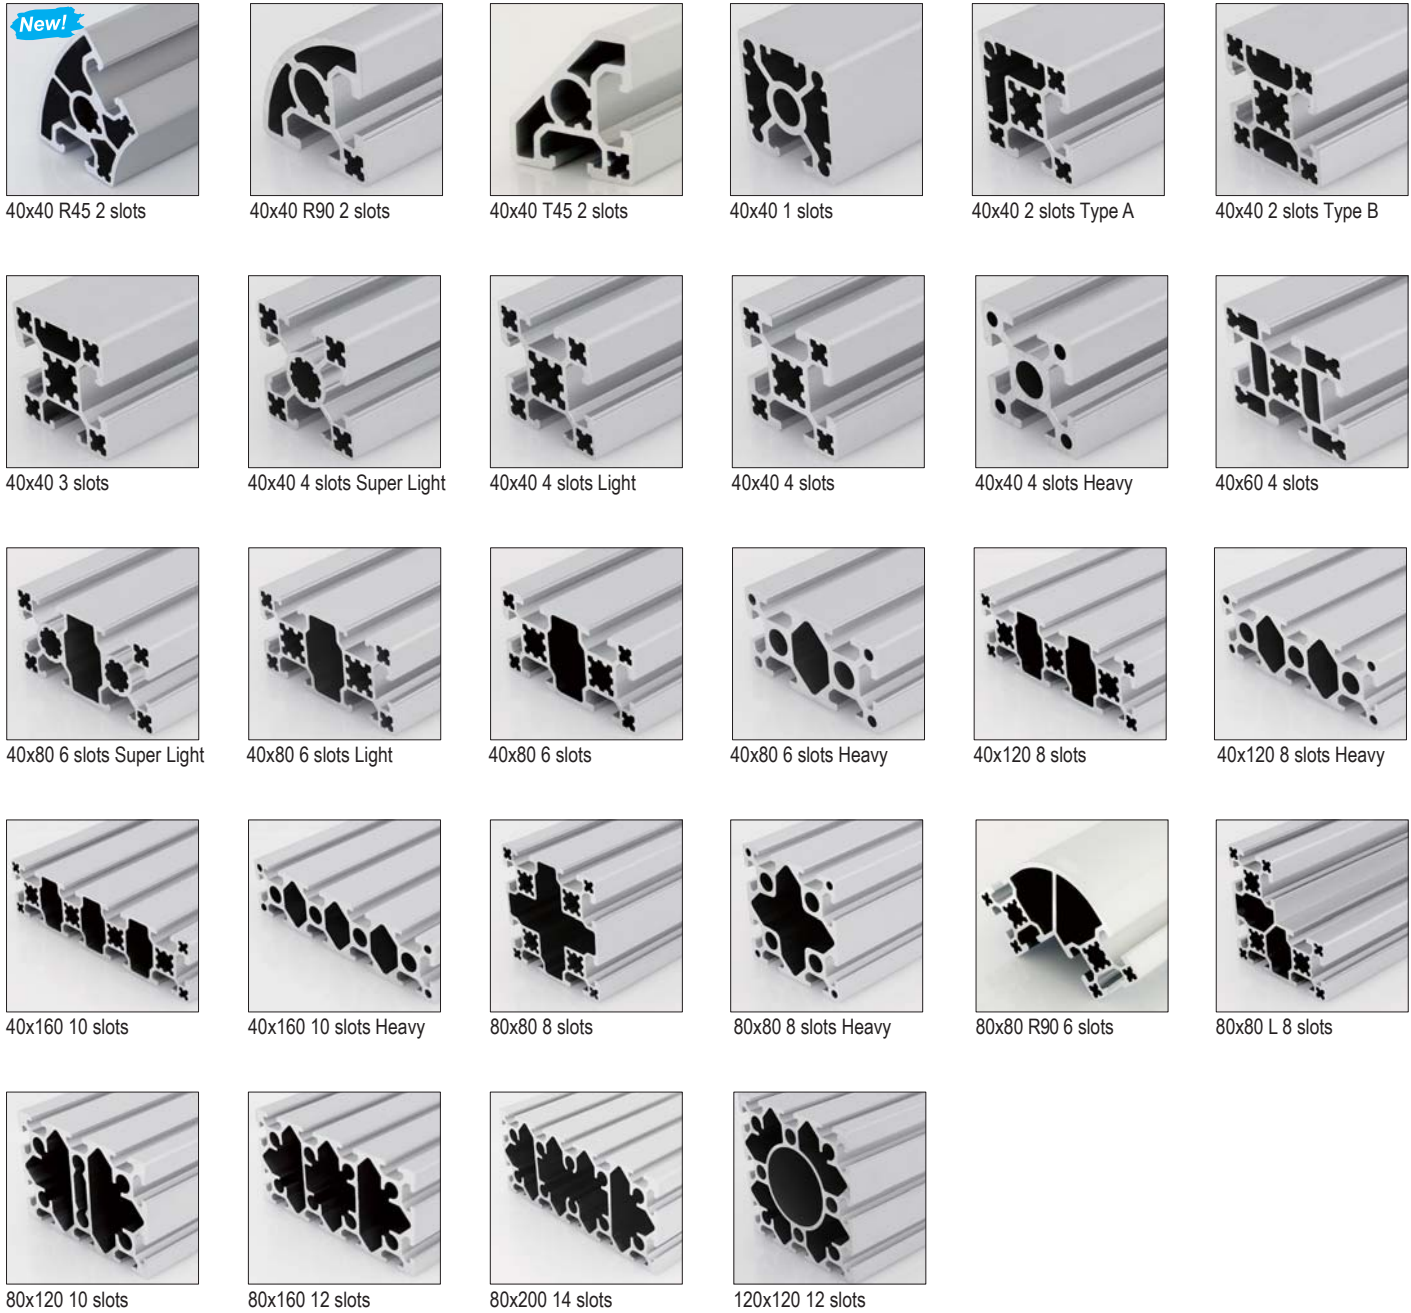 New!
40x40 R45 2 slots
40x40 R90 2 slots
40x40 T45 2 slots
40x40 1 slots
40x40 2 slots Type A
40x40 2 slots Type B
40x40 3 slots
40x40 4 slots Super Light
40x40 4 slots Light
40x40 4 slots
40x40 4 slots Heavy
40x60 4 slots
40x80 6 slots Super Light
40x80 6 slots Light
40x80 6 slots
40x80 6 slots Heavy
40x120 8 slots
40x120 8 slots Heavy
40x160 10 slots
40x160 10 slots Heavy
80x80 8 slots
80x80 8 slots Heavy
80x80 R90 6 slots
80x80 L 8 slots
80x120 10 slots
80x160 12 slots
80x200 14 slots
120x120 12 slots